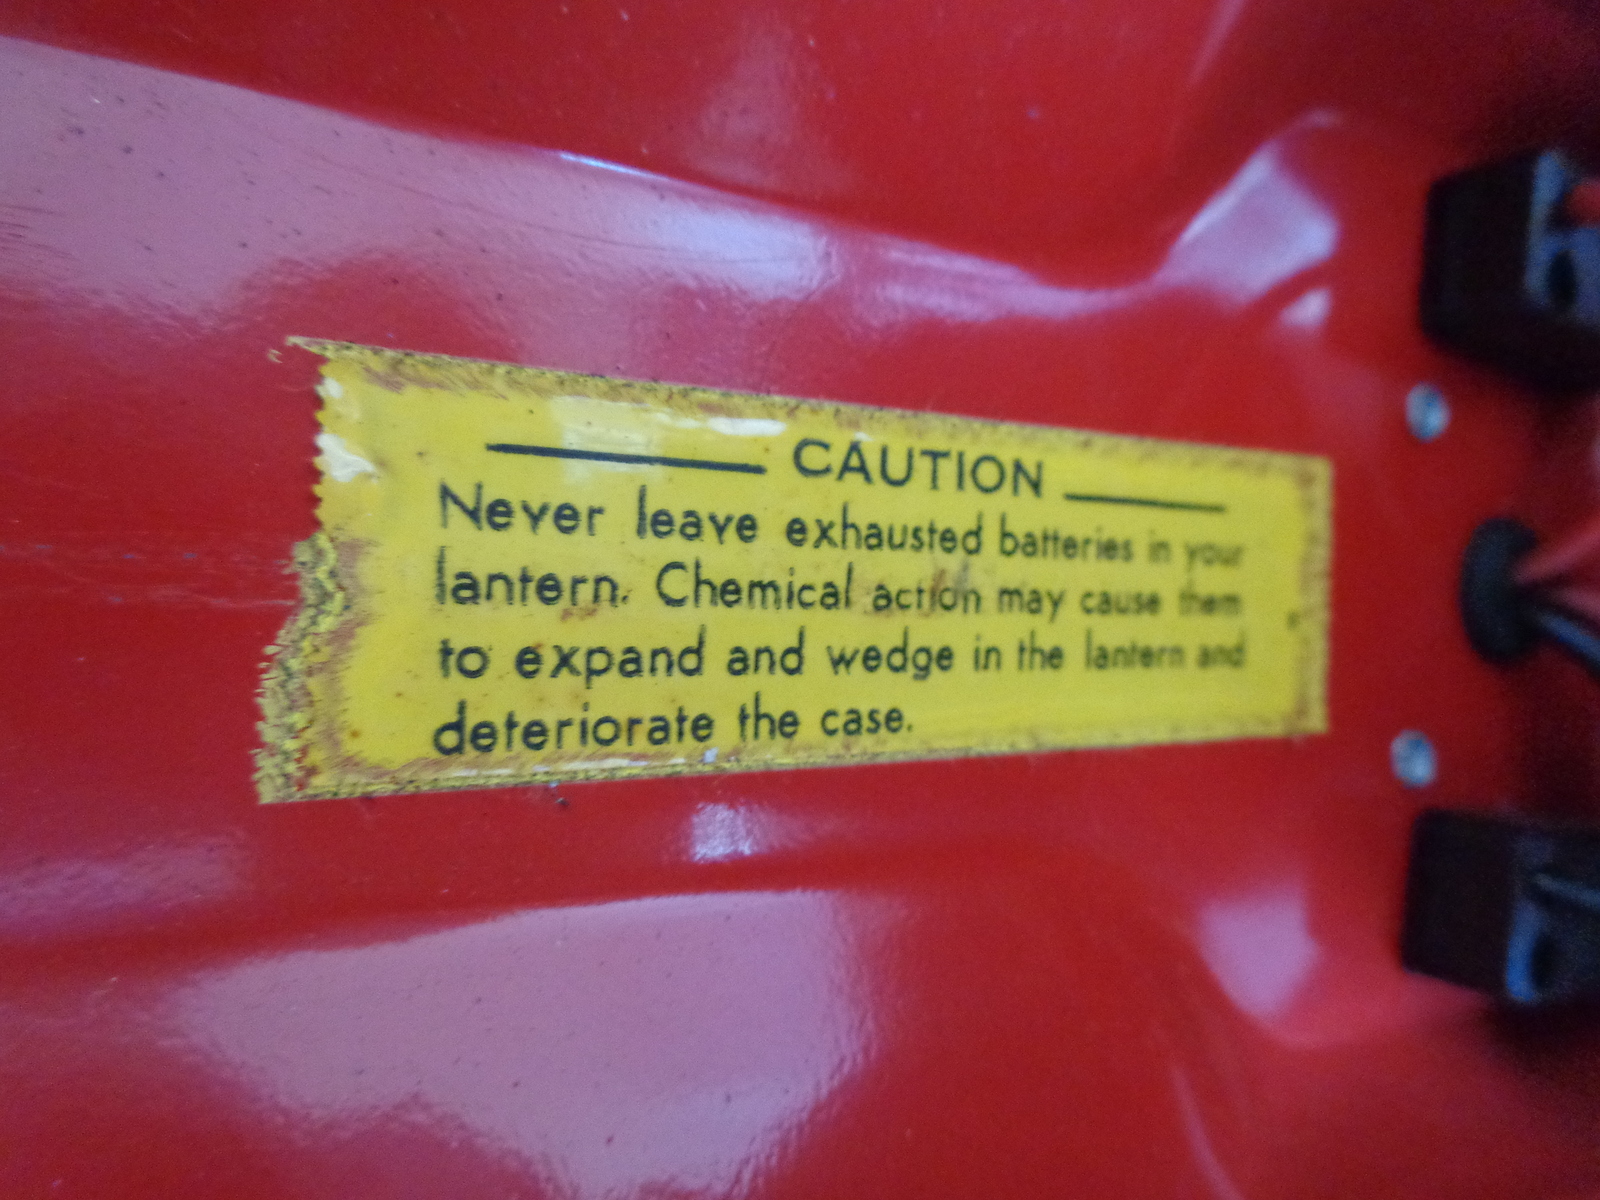 CAUTION
Never leave exhausted batteries in your
lantern. Chemical action may cause them
to expand and wedge in the lantern and
deteriorate the case.